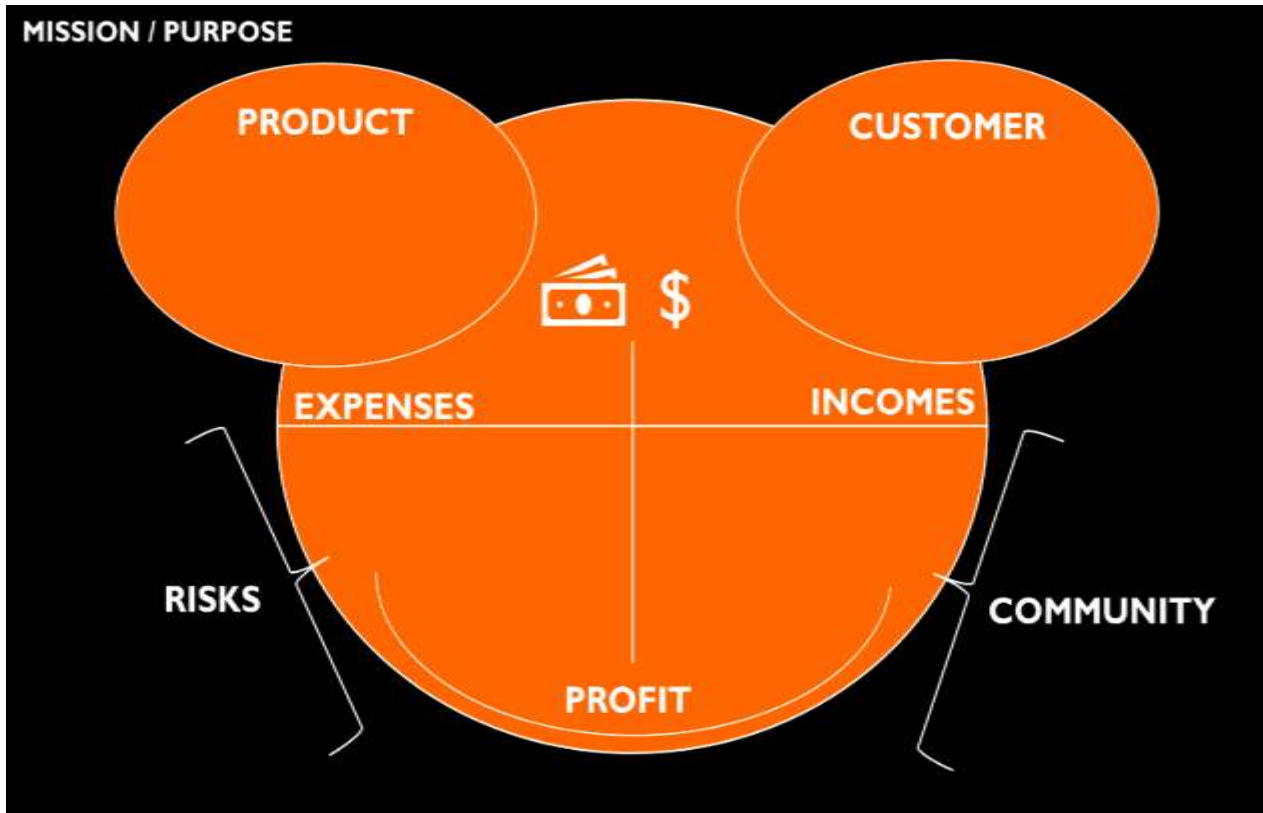 MISSION / PURPOSE
PRODUCT
CUSTOMER
$
EXPENSES
INCOMES
RISKS
COMMUNITY
PROFIT